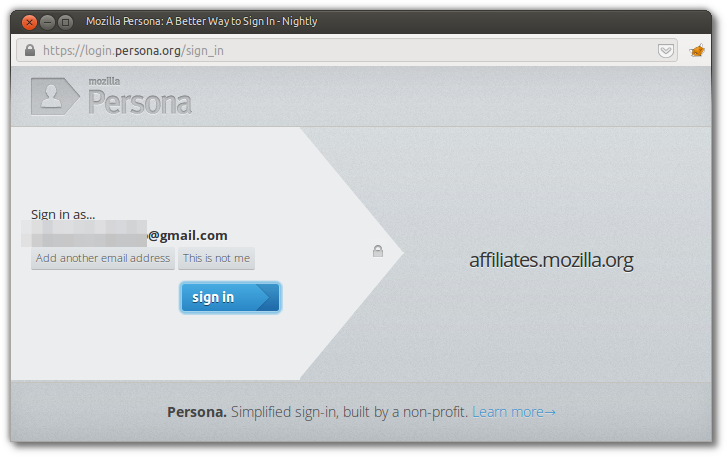 Mozilla Persona: A Better Way to Sign In - Nightly
https://login.persona.org/sign_in
mozilla
Persona
Sign in as...
@gmail.com
Add another email address This is not me
sign in
affiliates.mozilla.org
Persona. Simplified sign-in, built by a non-profit. Learn more→